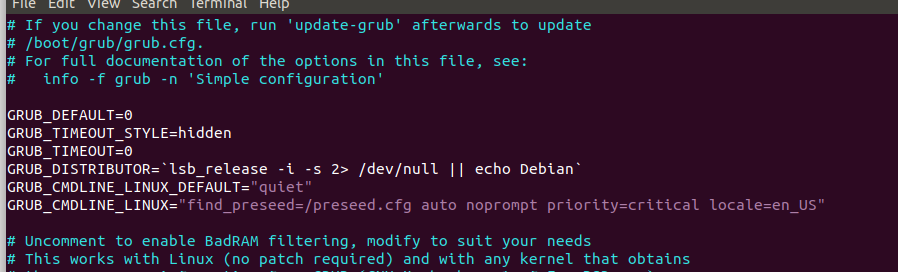 File Edit View Search Terminal Help
# If you change this file, run 'update-grub' afterwards to update
# /boot/grub/grub.cfg.
# For full documentation of the options in this file, see:
#   info -f grub -n 'Simple configuration'
GRUB_DEFAULT=0
GRUB_TIMEOUT_STYLE=hidden
GRUB_TIMEOUT=0
GRUB_DISTRIBUTOR=`lsb_release -i -s 2> /dev/null || echo Debian`
GRUB_CMDLINE_LINUX_DEFAULT="quiet"
GRUB_CMDLINE_LINUX="find_preseed=/preseed.cfg auto noprompt priority=critical locale=en_US"
# Uncomment to enable BadRAM filtering, modify to suit your needs
# This works with Linux (no patch required) and with any kernel that obtains